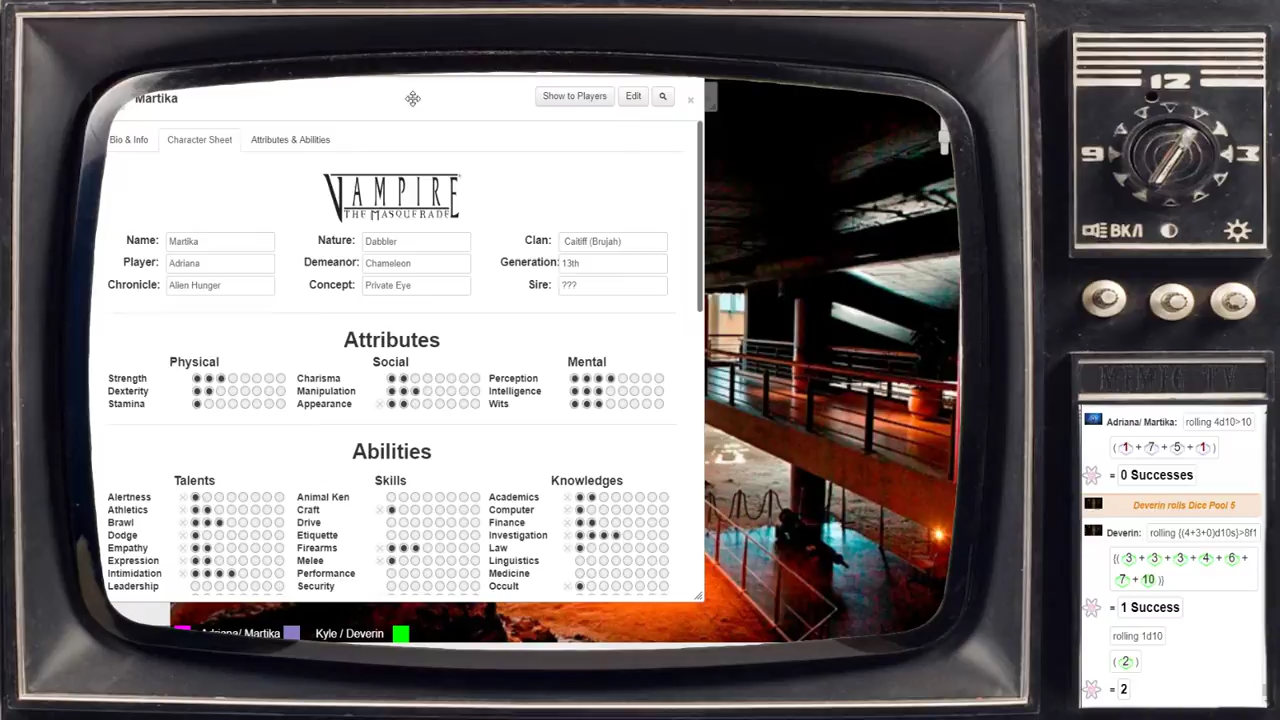 Martika
Show to Players
Edit
×
Bio & Info
Character Sheet
Attributes & Abilities
VAMPIRE
THE MASQUERADE
Name: Martika
Nature: Dabbler
Clan: Caitiff (Brujah)
Player: Adriana
Demeanor: Chameleon
Generation: 13th
Chronicle: Alien Hunger
Concept: Private Eye
Sire: ???
Attributes
Physical
Social
Mental
Strength
Charisma
Perception
Dexterity
Manipulation
Intelligence
Stamina
Appearance
Wits
Abilities
Talents
Skills
Knowledges
Alertness
Animal Ken
Academics
Athletics
Craft
Computer
Brawl
Drive
Finance
Dodge
Etiquette
Investigation
Empathy
Firearms
Law
Expression
Melee
Linguistics
Intimidation
Performance
Medicine
Leadership
Security
Occult
Adriana/ Martika
Kyle / Deverin
12
9
3
ВКЛ
Adriana/ Martika: rolling 4d10>10
(1+7+5+1)
= 0 Successes
Deverin rolls Dice Pool 5
Deverin: rolling {(4+3+0)d10s}>8f1
{(3+3+3+4+6+
7+10)}
= 1 Success
rolling 1d10
(2)
= 2